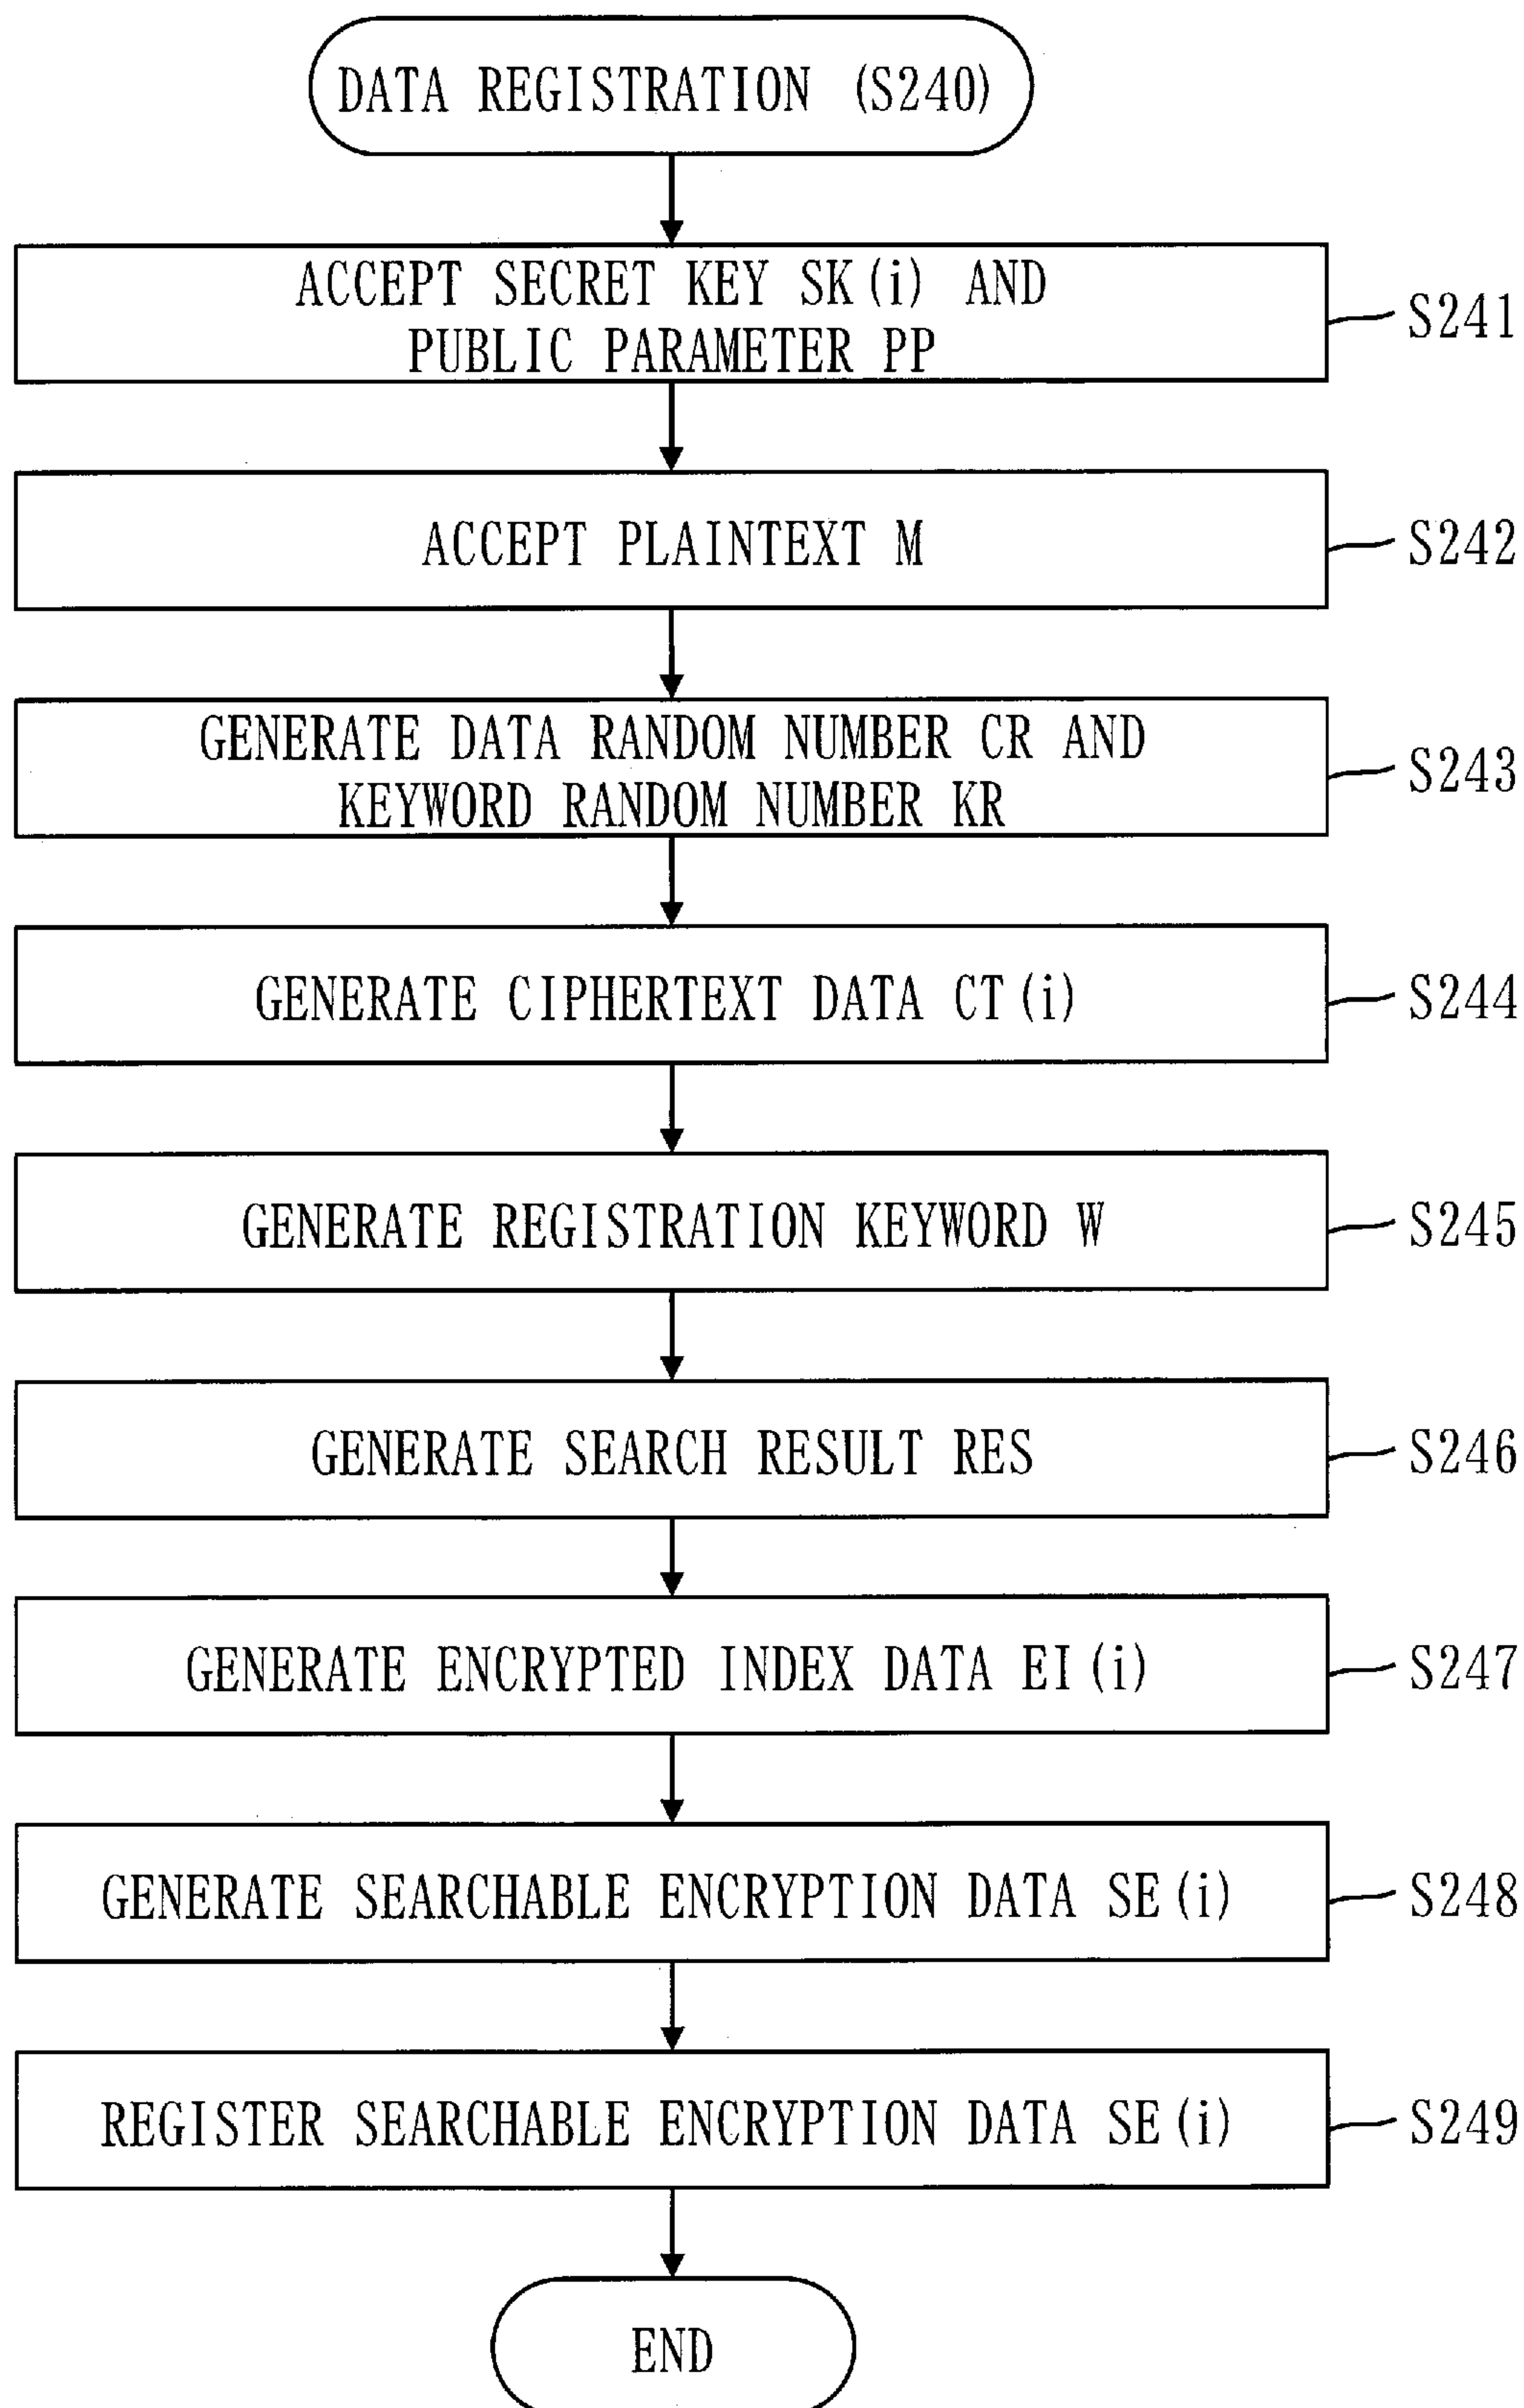 DATA REGISTRATION (S240)
ACCEPT SECRET KEY SK(i) AND
PUBLIC PARAMETER PP
S241
ACCEPT PLAINTEXT M
S242
GENERATE DATA RANDOM NUMBER CR AND
KEYWORD RANDOM NUMBER KR
S243
GENERATE CIPHERTEXT DATA CT(i)
S244
GENERATE REGISTRATION KEYWORD W
S245
GENERATE SEARCH RESULT RES
S246
GENERATE ENCRYPTED INDEX DATA EI(i)
S247
GENERATE SEARCHABLE ENCRYPTION DATA SE(i)
S248
REGISTER SEARCHABLE ENCRYPTION DATA SE(i)
S249
END